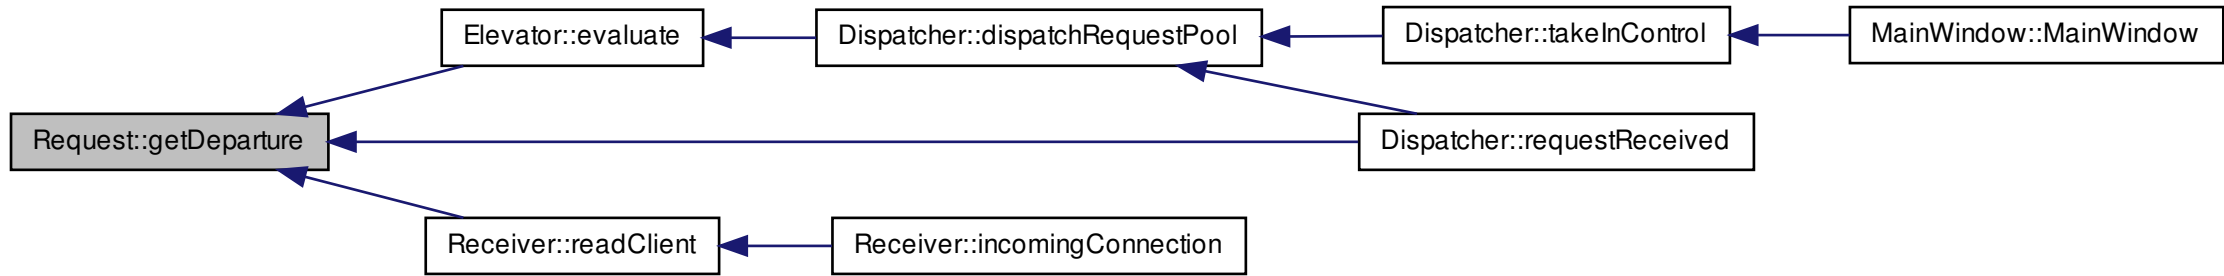 Elevator::evaluate
Dispatcher::dispatchRequestPool
Dispatcher::takeInControl
MainWindow::MainWindow
Request::getDeparture
Dispatcher::requestReceived
Receiver::readClient
Receiver::incomingConnection